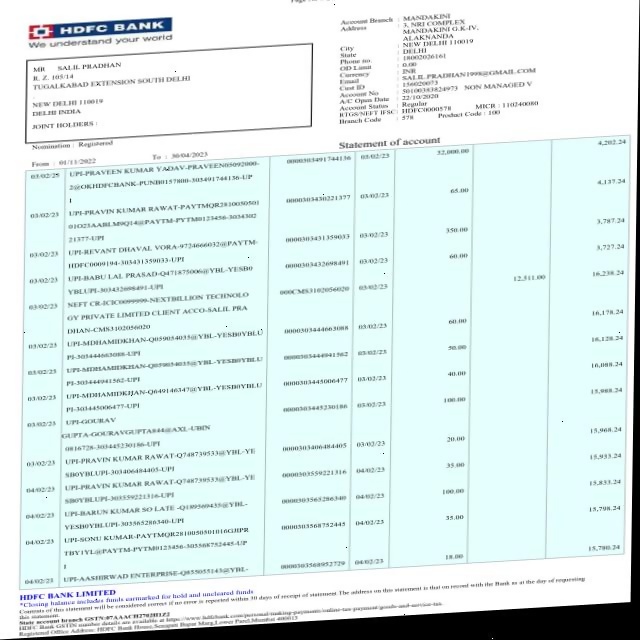 HDFC BANK
We understand your world
MR SALIL PRADHAN
R. Z. 105/14
TUGALKABAD EXTENSION SOUTH DELHI
NEW DELHI 110019
DELHI INDIA
JOINT HOLDERS :
Nomination : Registered
From : 01/11/2022 To : 30/04/2023
Account Branch : MANDAKINI
Address : 3, NRI COMPLEX
MANDAKINI G.K-IV,
ALAKNANDA
City : NEW DELHI 110019
State : DELHI
Phone no. : 18002026161
OD Limit : 0.00
Currency : INR
Email : SALIL.PRADHAN1998@GMAIL.COM
Cust ID : 156020073
Account No : 50100383824973 NON MANAGED V
A/C Open Date : 22/10/2020
Account Status : Regular
RTGS/NEFT IFSC: HDFC0000578 MICR : 110240080
Branch Code : 578 Product Code : 100
Statement of account
03/02/23 UPI-PRAVEEN KUMAR YADAV-PRAVEEN05092000- 0000303491744136 03/02/23 32,000.00 4,202.24
2@OKHDFCBANK-PUNB0157800-303491744136-UP
I
03/02/23 UPI-PRAVIN KUMAR RAWAT-PAYTMQR2810050501 0000303430221377 03/02/23 65.00 4,137.24
01O23AABLM9Q14@PAYTM-PYTM0123456-3034302
21377-UPI
03/02/23 UPI-REVANT DHAVAL VORA-9724666032@PAYTM- 0000303431359033 03/02/23 350.00 3,787.24
HDFC0009194-303431359033-UPI
03/02/23 UPI-BABU LAL PRASAD-Q471875006@YBL-YESB0 0000303432698491 03/02/23 60.00 3,727.24
YBLUPI-303432698491-UPI
03/02/23 NEFT CR-ICIC0099999-NEXTBILLION TECHNOLO 000CMS3102056020 03/02/23 12,511.00 16,238.24
GY PRIVATE LIMITED CLIENT ACCO-SALIL PRA
DHAN-CMS3102056020
03/02/23 UPI-MDHAMIDKHAN-Q059054035@YBL-YESB0YBLU 0000303444663088 03/02/23 60.00 16,178.24
PI-303444663088-UPI
03/02/23 UPI-MDHAMIDKHAN-Q059054035@YBL-YESB0YBLU 0000303444941562 03/02/23 50.00 16,128.24
PI-303444941562-UPI
03/02/23 UPI-MDHAMIDKIJAN-Q649146347@YBL-YESB0YBLU 0000303445006477 03/02/23 40.00 16,088.24
PI-303445006477-UPI
03/02/23 UPI-GOURAV 0000303445230186 03/02/23 100.00 15,988.24
GUPTA-GOURAVGUPTA844@AXL-UBIN
0816728-303445230186-UPI
03/02/23 UPI-PRAVIN KUMAR RAWAT-Q748739533@YBL-YE 0000303406484405 03/02/23 20.00 15,968.24
SB0YBLUPI-303406484405-UPI
04/02/23 UPI-PRAVIN KUMAR RAWAT-Q748739533@YBL-YE 0000303559221316 04/02/23 35.00 15,933.24
SB0YBLUPI-303559221316-UPI
04/02/23 UPI-BARUN KUMAR SO LATE -Q189569435@YBL- 0000303565286340 04/02/23 100.00 15,833.24
YESB0YBLUPI-303565286340-UPI
04/02/23 UPI-SONU KUMAR-PAYTMQR2810050501016GJIPR 0000303568752445 04/02/23 35.00 15,798.24
TBY1YL@PAYTM-PYTM0123456-303568752445-UP
I
04/02/23 UPI-AASHIRWAD ENTERPRISE-Q855055143@YBL- 0000303568952729 04/02/23 18.00 15,780.24
HDFC BANK LIMITED
*Closing balance includes funds earmarked for hold and uncleared funds
Contents of this statement will be considered correct if no error is reported within 30 days of receipt of statement.The address on this statement is that on record with the Bank as at the day of requesting
this statement.
State account branch GSTN:07AAACH2702H1Z2
HDFC Bank GSTIN number details are available at https://www.hdfcbank.com/personal/making-payments/online-tax-payment/goods-and-service-tax.
Registered Office Address: HDFC Bank House,Senapati Bapat Marg,Lower Parel,Mumbai 400013